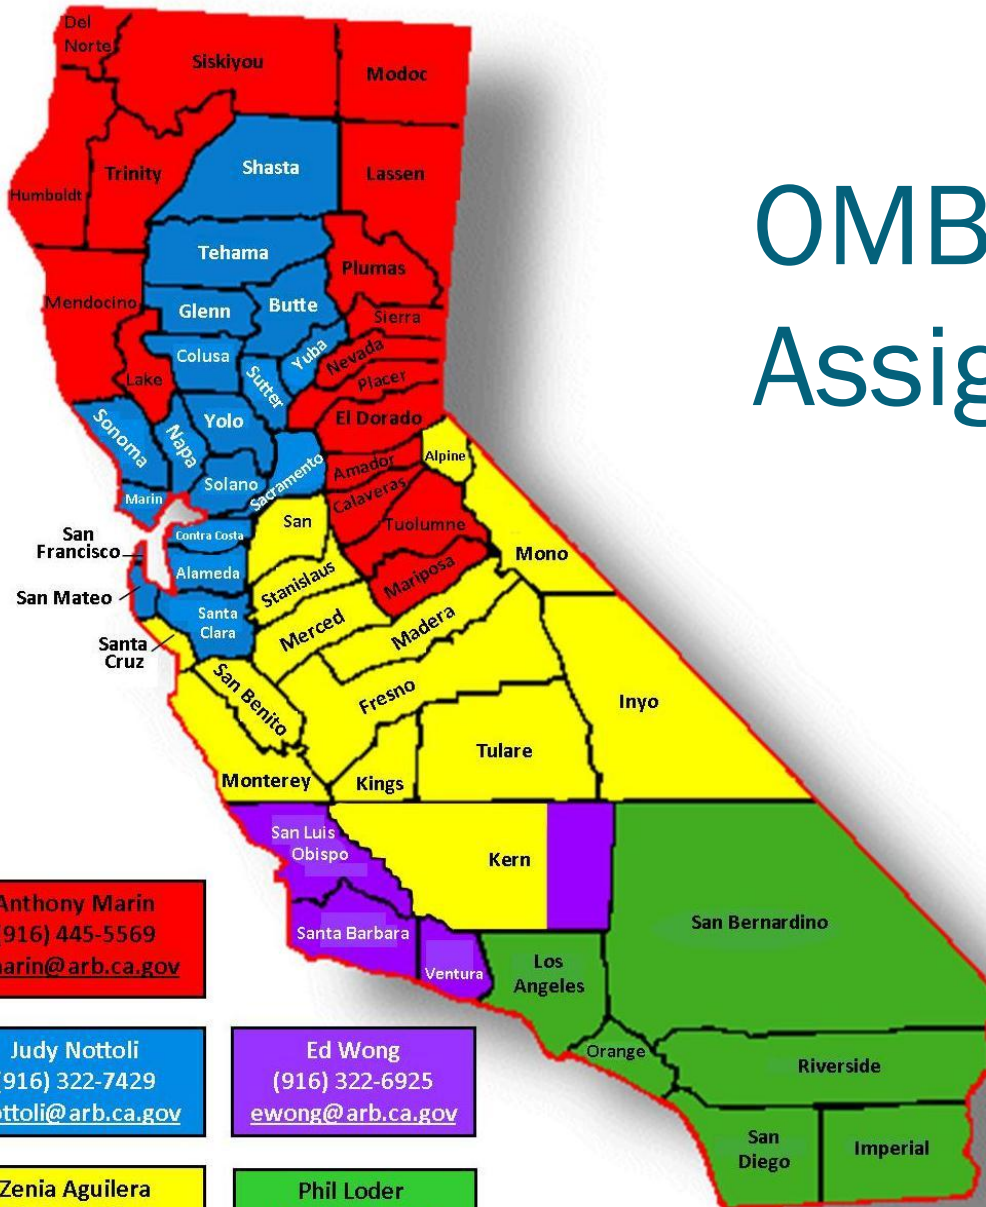 Del
Norte
Siskiyou
Modoc
Humboldt
Trinity
Shasta
Lassen
Tehama
Plumas
Mendocino
Glenn
Butte
Sierra
Colusa
Yuba
Nevada
Lake
Sutter
Placer
Sonoma
Napa
Yolo
El Dorado
Solano
Sacramento
Amador
Alpine
Marin
Calaveras
San
Francisco
Contra Costa
San
Tuolumne
Mono
Alameda
Stanislaus
Mariposa
San Mateo
Santa
Clara
Merced
Madera
Santa
Cruz
San Benito
Fresno
Inyo
Monterey
Kings
Tulare
San Luis
Obispo
Kern
Santa Barbara
Ventura
Los
Angeles
San Bernardino
Orange
Riverside
San
Diego
Imperial
OMB
Assig
Anthony Marin
(916) 445-5569
marin@arb.ca.gov
Judy Nottoli
(916) 322-7429
ottoli@arb.ca.gov
Ed Wong
(916) 322-6925
ewong@arb.ca.gov
Zenia Aguilera
Phil Loder